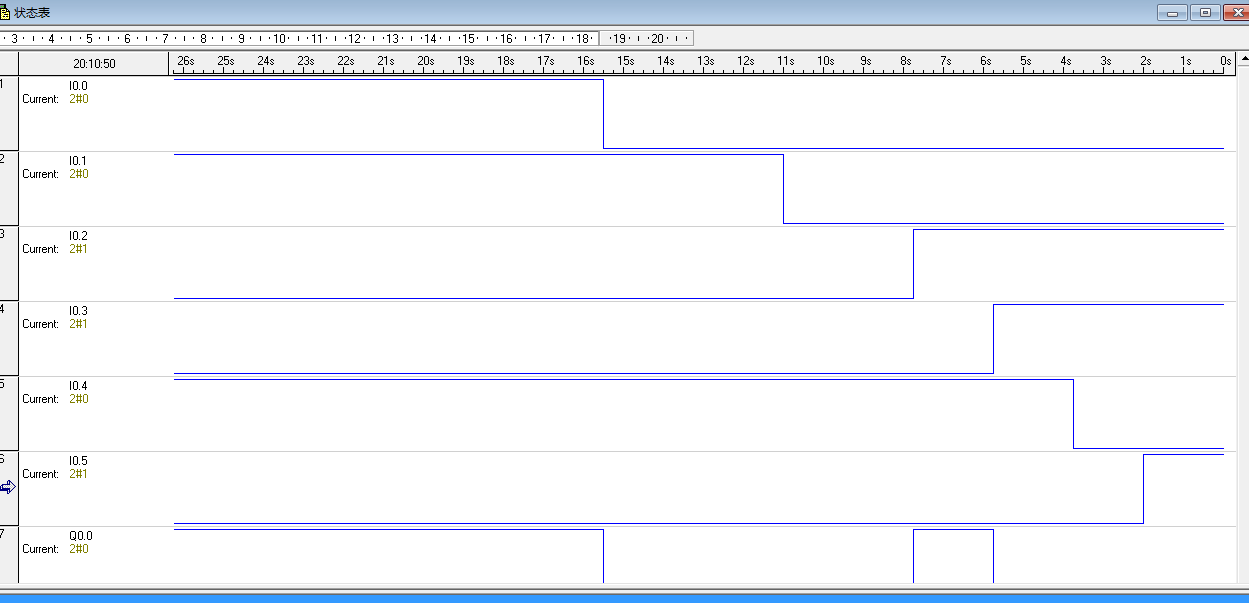 状态表
3 4 5 6 7 8 9 10 11 12 13 14 15 16 17 18 19 20
20:10:50 26s 25s 24s 23s 22s 21s 20s 19s 18s 17s 16s 15s 14s 13s 12s 11s 10s 9s 8s 7s 6s 5s 4s 3s 2s 1s 0s
1 I0.0
Current: 2#0
2 I0.1
Current: 2#0
3 I0.2
Current: 2#1
4 I0.3
Current: 2#1
5 I0.4
Current: 2#0
6 I0.5
Current: 2#1
7 Q0.0
Current: 2#0